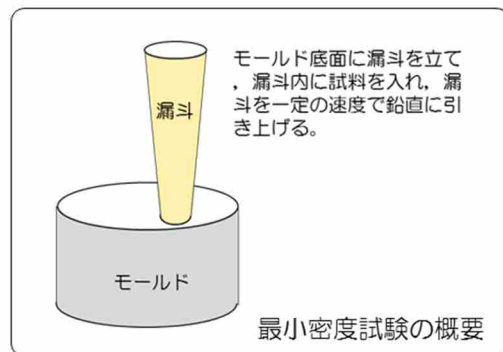 モールド底面に漏斗を立て
，漏斗内に試料を入れ，漏
斗を一定の速度で鉛直に引
き上げる。
漏斗
モールド
最小密度試験の概要